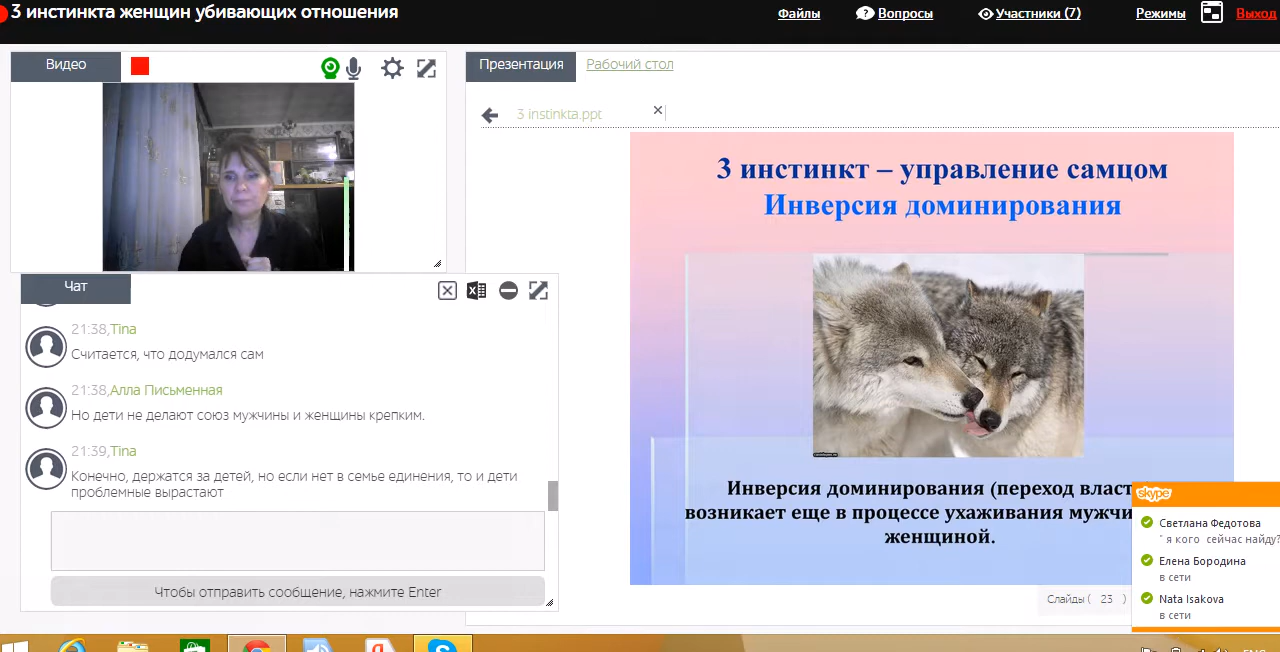 3 инстинкта женщин убивающих отношения
Файлы
? Вопросы
Участники (7)
Режимы
Выход
Видео
Презентация
Рабочий стол
3 instinkta.ppt
3 инстинкт – управление самцом
Инверсия доминирования
Инверсия доминирования (переход власт
возникает еще в процессе ухаживания мужчи
женщиной.
Слайды ( 23 )
Чат
21:38,Tina
Считается, что додумался сам
21:38,Алла Письменная
Но дети не делают союз мужчины и женщины крепким.
21:39,Tina
Конечно, держатся за детей, но если нет в семье единения, то и дети
проблемные вырастают
Чтобы отправить сообщение, нажмите Enter
skype
Светлана Федотова
" я кого сейчас найду?
Елена Бородина
в сети
Nata Isakova
в сети